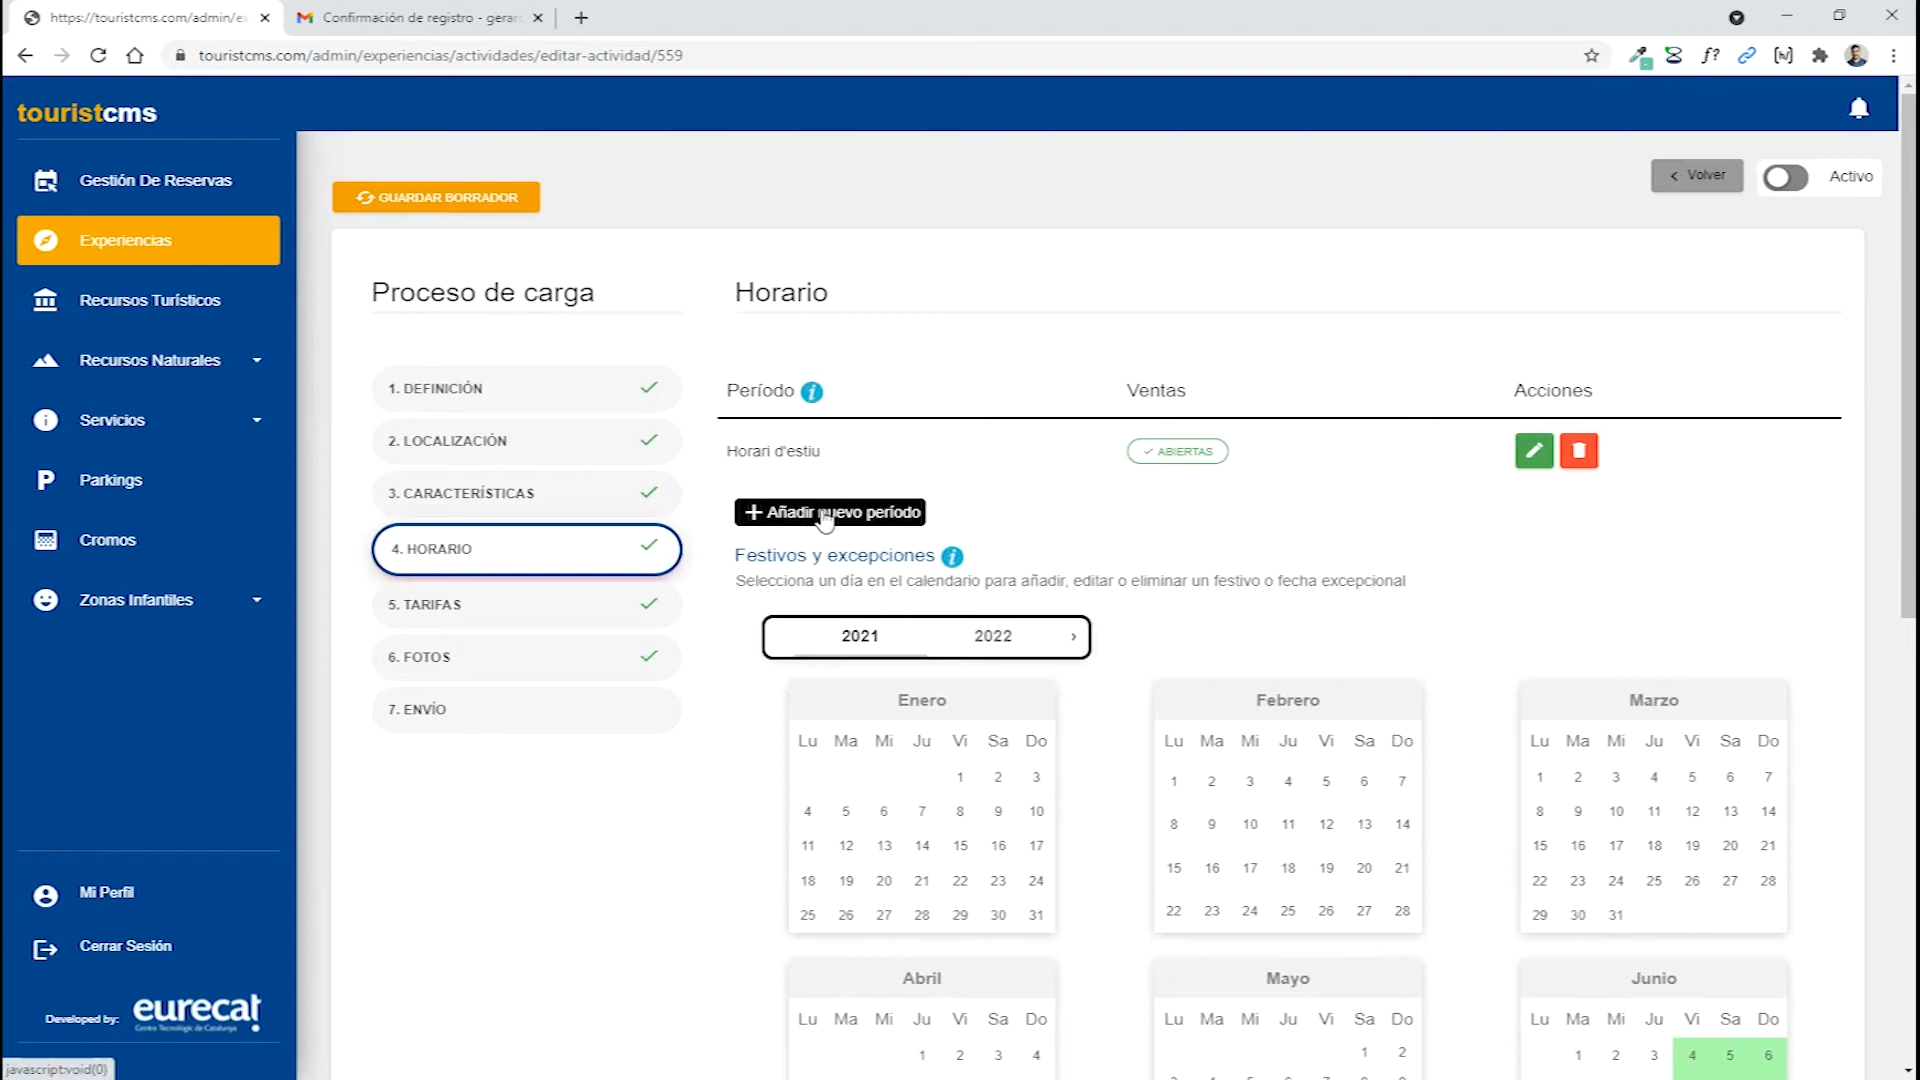 https://touristcms.com/admin/ex
Confirmación de registro - gerar
touristcms.com/admin/experiencias/actividades/editar-actividad/559
touristcms
Gestión De Reservas
Experiencias
Recursos Turísticos
Recursos Naturales
Servicios
Parkings
Cromos
Zonas Infantiles
Mi Perfil
Cerrar Sesión
Developed by:
eurecat
Centre Tecnològic de Catalunya
javascript:void(0)
GUARDAR BORRADOR
Volver
Activo
Proceso de carga
1. DEFINICIÓN
2. LOCALIZACIÓN
3. CARACTERÍSTICAS
4. HORARIO
5. TARIFAS
6. FOTOS
7. ENVÍO
Horario
Período
Ventas
Acciones
Horari d'estiu
ABIERTAS
Añadir nuevo período
Festivos y excepciones
Selecciona un día en el calendario para añadir, editar o eliminar un festivo o fecha excepcional
2021 2022 ›
Enero
Lu Ma Mi Ju Vi Sa Do
1 2 3
4 5 6 7 8 9 10
11 12 13 14 15 16 17
18 19 20 21 22 23 24
25 26 27 28 29 30 31
Febrero
Lu Ma Mi Ju Vi Sa Do
1 2 3 4 5 6 7
8 9 10 11 12 13 14
15 16 17 18 19 20 21
22 23 24 25 26 27 28
Marzo
Lu Ma Mi Ju Vi Sa Do
1 2 3 4 5 6 7
8 9 10 11 12 13 14
15 16 17 18 19 20 21
22 23 24 25 26 27 28
29 30 31
Abril
Lu Ma Mi Ju Vi Sa Do
1 2 3 4
Mayo
Lu Ma Mi Ju Vi Sa Do
1 2
Junio
Lu Ma Mi Ju Vi Sa Do
1 2 3 4 5 6